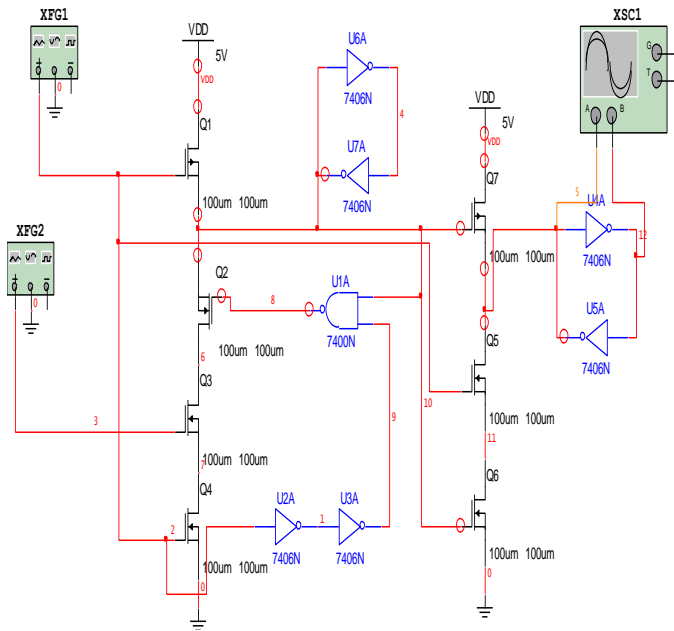 XFG1
0
VDD
5V
VDD
Q1
100um 100um
U6A
7406N
4
U7A
7406N
XSC1
G
T
A
B
VDD
5V
VDD
Q7
100um 100um
5
U4A
7406N
12
U5A
7406N
XFG2
0
Q2
100um 100um
8
U1A
7400N
6
Q3
100um 100um
3
9
10
Q5
100um 100um
11
7
Q4
100um 100um
2
0
U2A
7406N
1
U3A
7406N
Q6
100um 100um
0